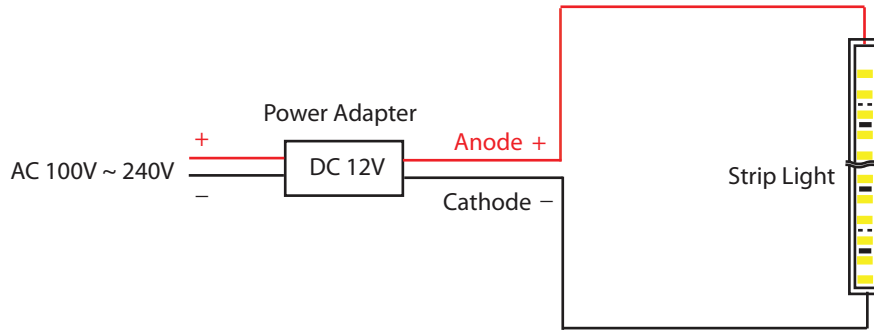 Power Adapter
+
Anode +
AC 100V ~ 240V
DC 12V
Strip Light
−
Cathode −